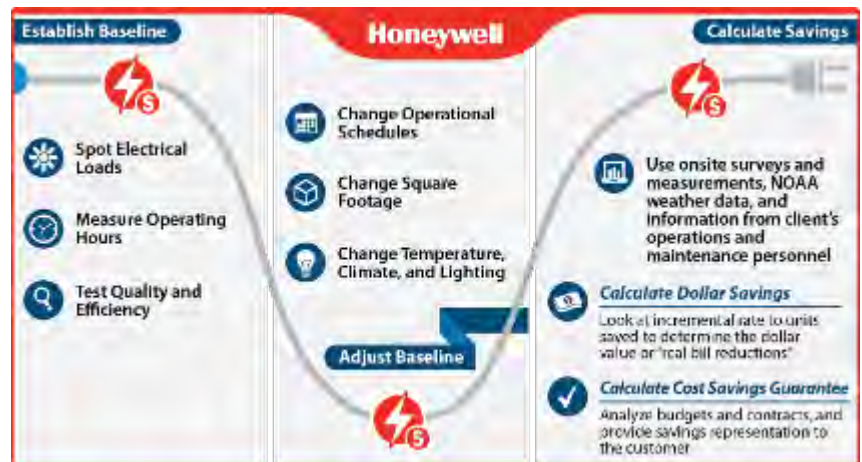 Establish Baseline
Spot Electrical
Loads
Measure Operating
Hours
Test Quality and
Efficiency
Honeywell
Change Operational
Schedules
Change Square
Footage
Change Temperature,
Climate, and Lighting
Adjust Baseline
Calculate Savings
Use onsite surveys and
measurements, NOAA
weather data, and
information from client's
operations and
maintenance personnel
Calculate Dollar Savings
Look at incremental rate to units
saved to determine the dollar
value or "real bill reductions"
Calculate Cost Savings Guarantee
Analyze budgets and contracts, and
provide savings representation to
the customer
$
$
$